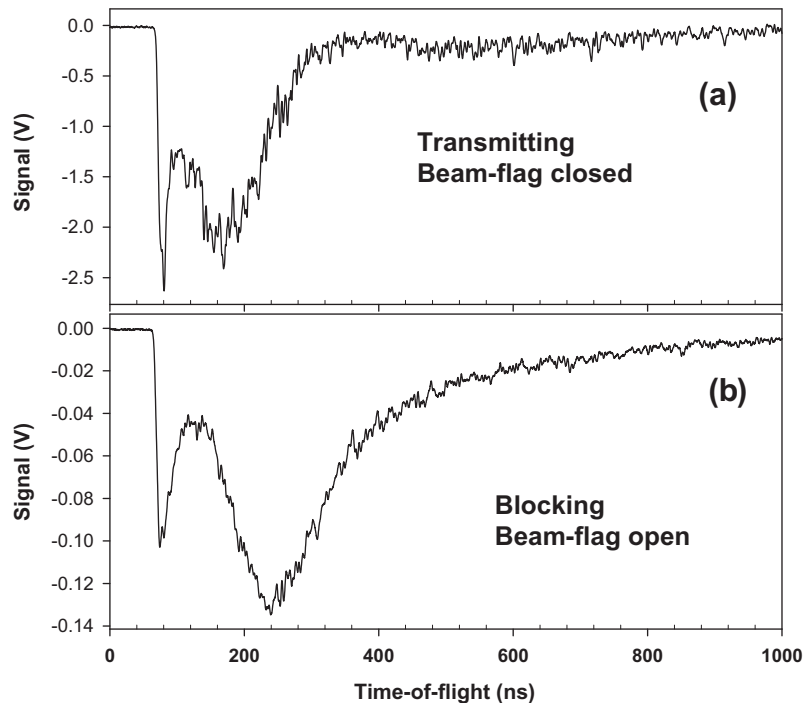 0.0
-0.5
-1.0
-1.5
-2.0
-2.5
Signal (V)
(a)
Transmitting
Beam-flag closed
0.00
-0.02
-0.04
-0.06
-0.08
-0.10
-0.12
-0.14
Signal (V)
(b)
Blocking
Beam-flag open
0 200 400 600 800 1000
Time-of-flight (ns)